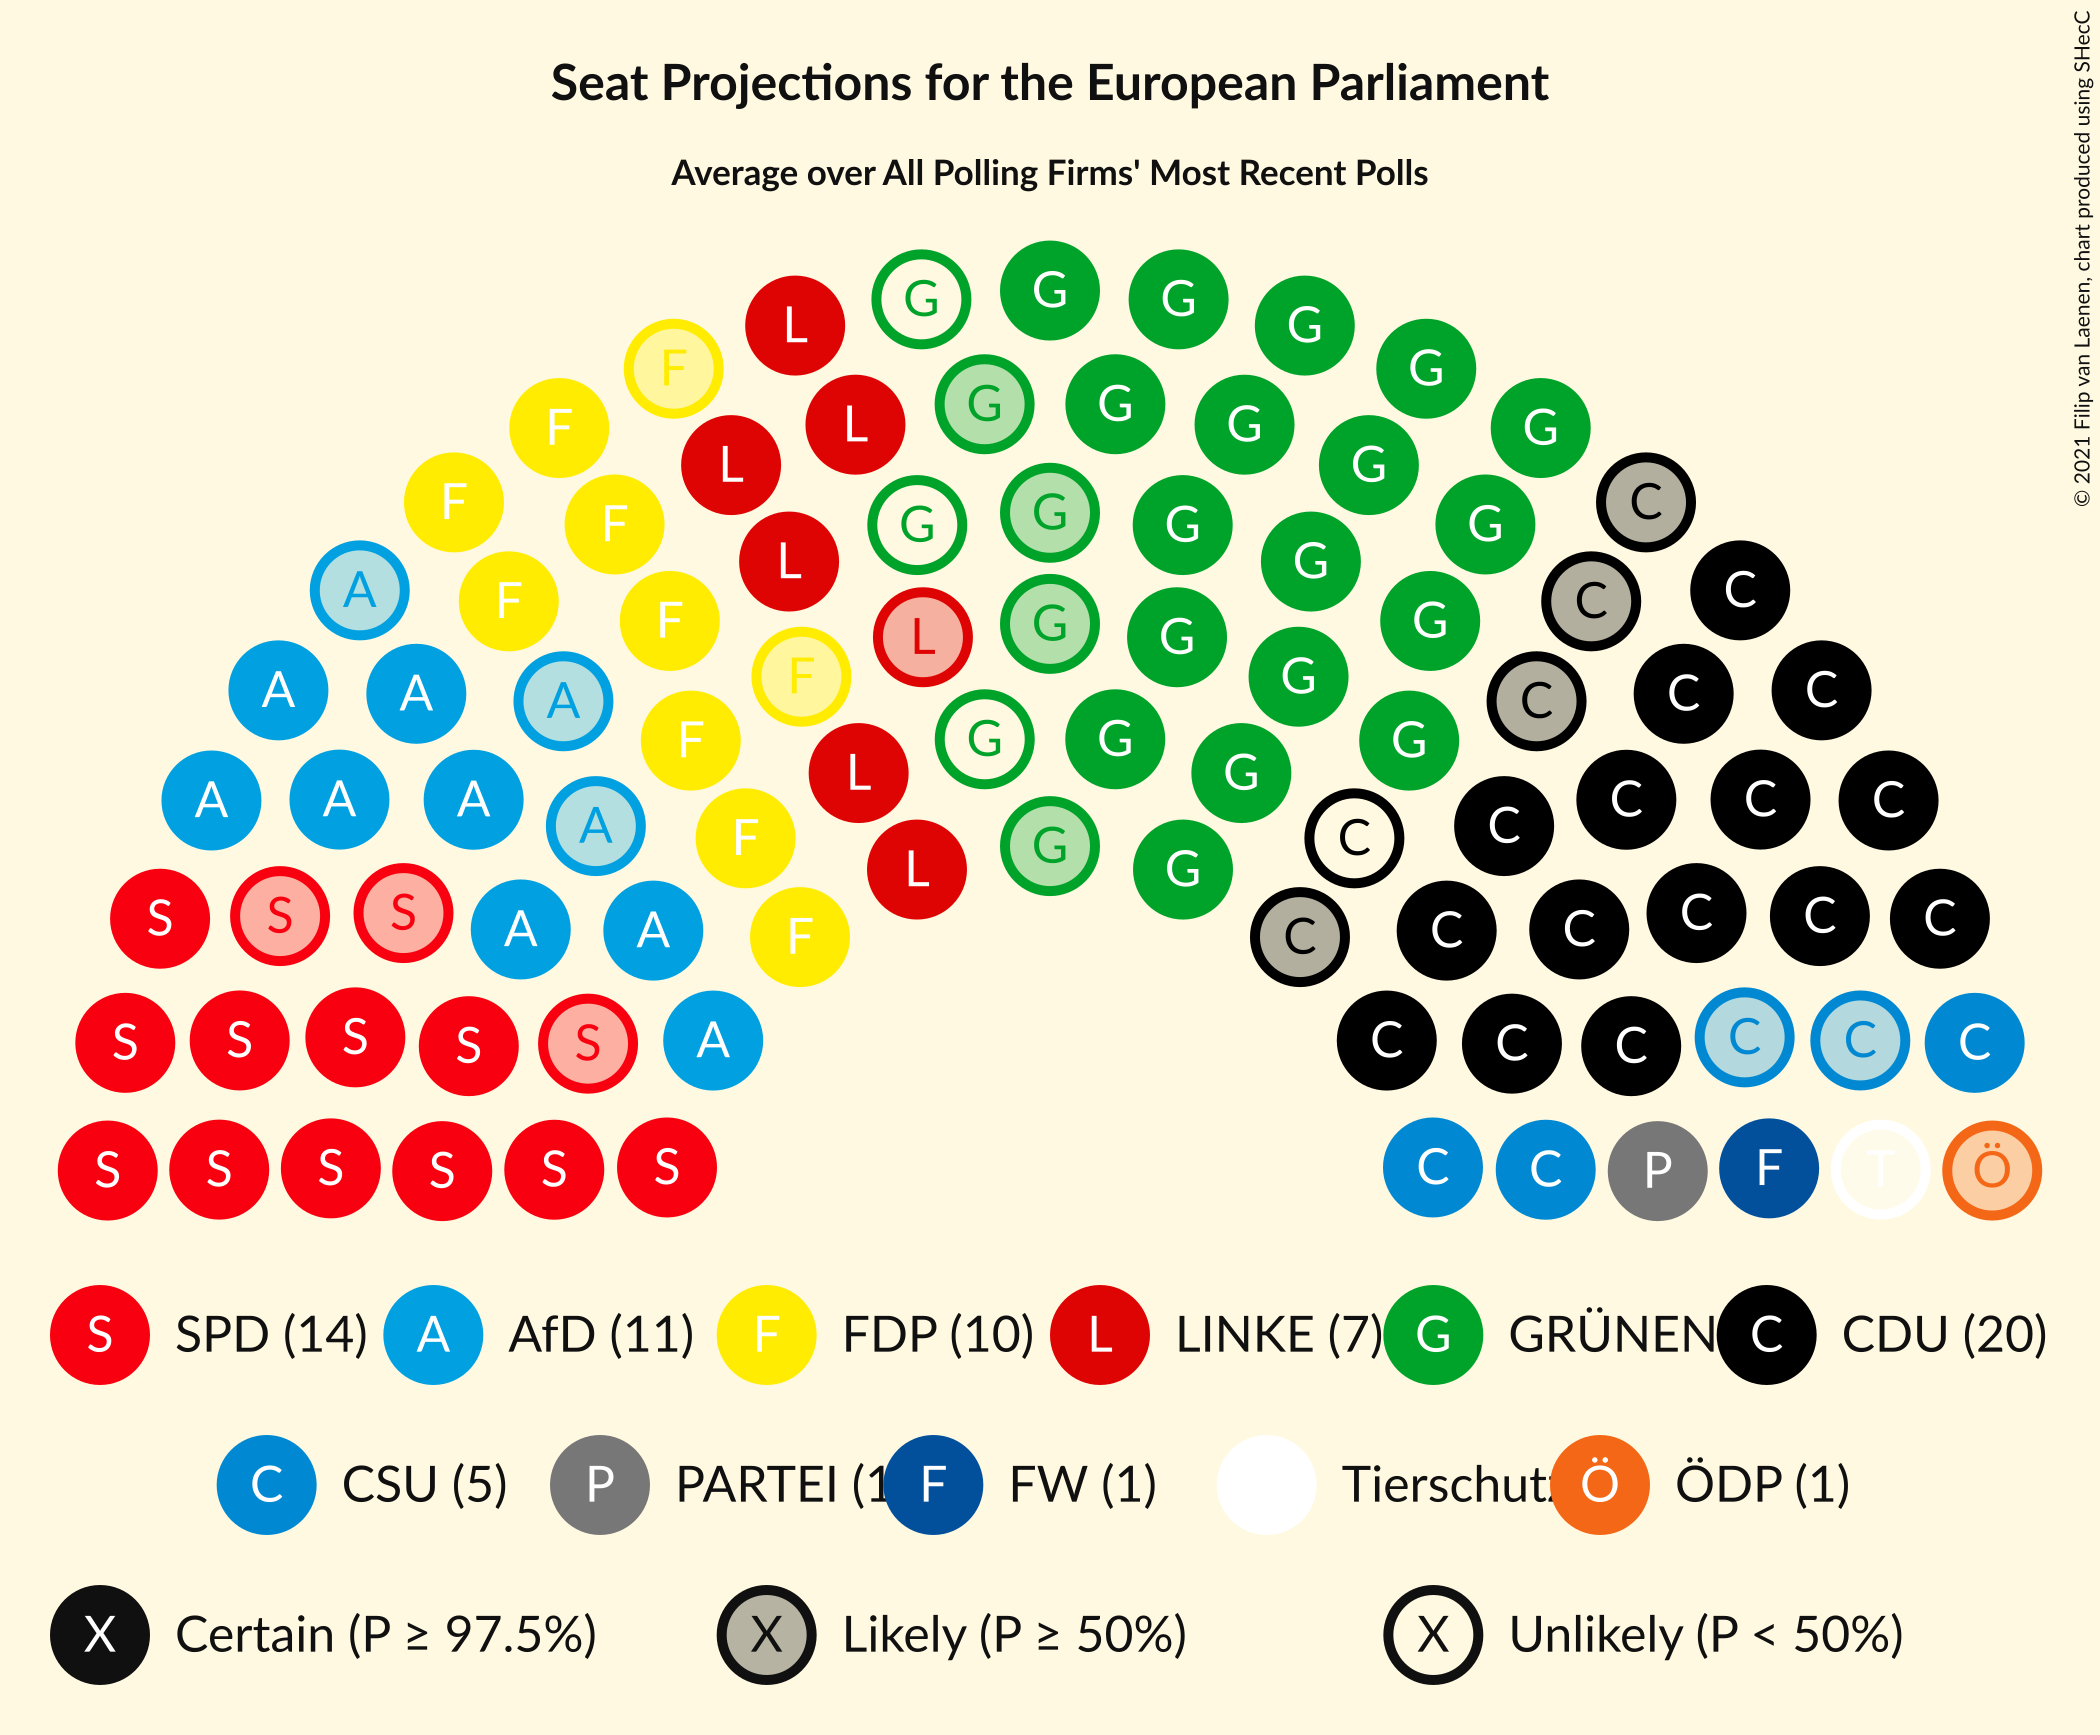 Seat Projections for the European Parliament
Average over All Polling Firms' Most Recent Polls
© 2021 Filip van Laenen, chart produced using SHecC
G G G G
L L
F G G G G G
F L G
F F L G G G G C
A F F L G G G G C C
A A A F F L G G G G C C C
A A A A F L G G G C C C C C
S S S A A F L G G C C C C C C
S S S S S A C C C C C C
S S S S S S C C P F T Ö
S SPD (14) A AfD (11) F FDP (10) L LINKE (7) G GRÜNEN C CDU (20)
C CSU (5) P PARTEI (1 F FW (1) Tierschutz Ö ÖDP (1)
X Certain (P ≥ 97.5%) X Likely (P ≥ 50%) X Unlikely (P < 50%)